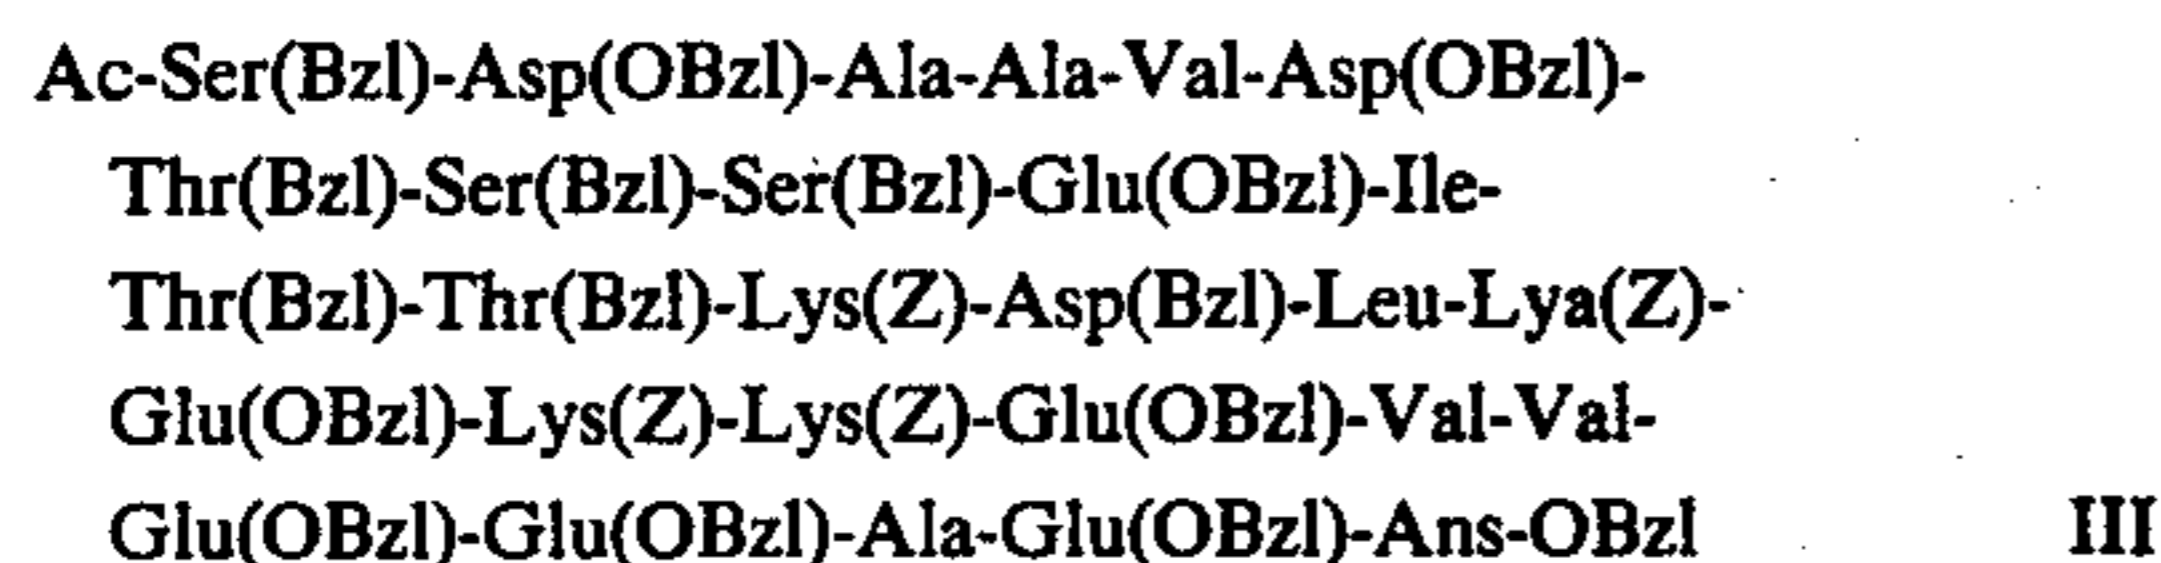 Ac-Ser(Bzl)-Asp(OBzl)-Ala-Ala-Val-Asp(OBzl)-
Thr(Bzl)-Ser(Bzl)-Ser(Bzl)-Glu(OBzl)-Ile-
Thr(Bzl)-Thr(Bzl)-Lys(Z)-Asp(Bzl)-Leu-Lya(Z)-
Glu(OBzl)-Lys(Z)-Lys(Z)-Glu(OBzl)-Val-Val-
Glu(OBzl)-Glu(OBzl)-Ala-Glu(OBzl)-Ans-OBzl III